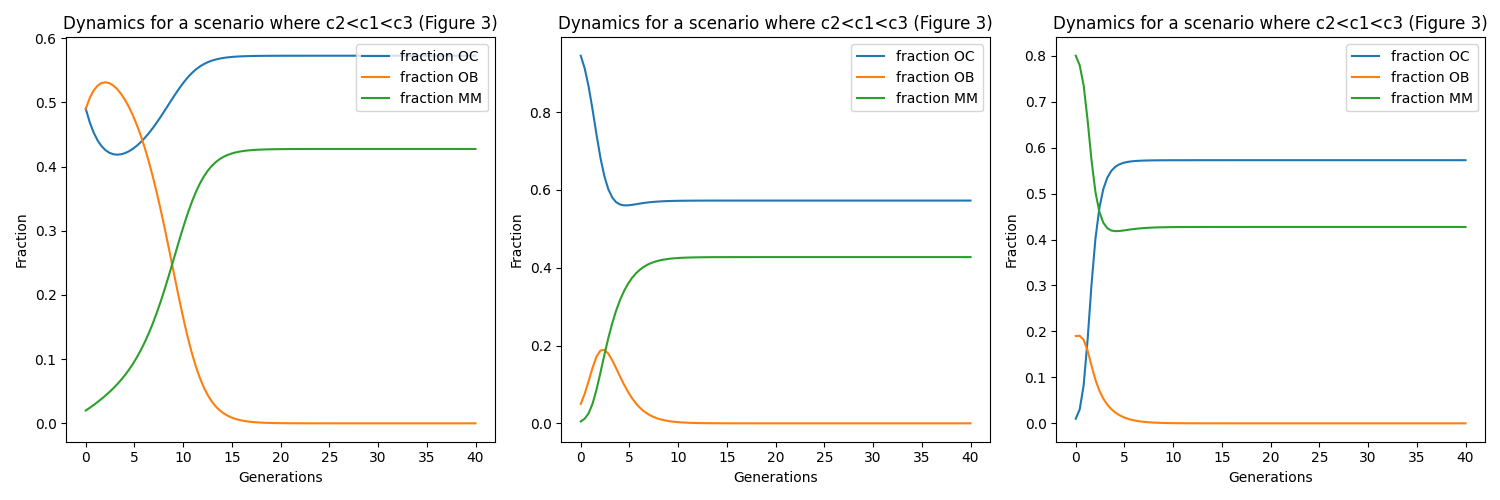 Dynamics for a scenario where c2<c1<c3 (Figure 3)
fraction OC
fraction OB
fraction MM
0.6
0.5
0.4
0.3
0.2
0.1
0.0
Fraction
0 5 10 15 20 25 30 35 40
Generations
Dynamics for a scenario where c2<c1<c3 (Figure 3)
fraction OC
fraction OB
fraction MM
0.8
0.6
0.4
0.2
0.0
Fraction
0 5 10 15 20 25 30 35 40
Generations
Dynamics for a scenario where c2<c1<c3 (Figure 3)
fraction OC
fraction OB
fraction MM
0.8
0.7
0.6
0.5
0.4
0.3
0.2
0.1
0.0
Fraction
0 5 10 15 20 25 30 35 40
Generations